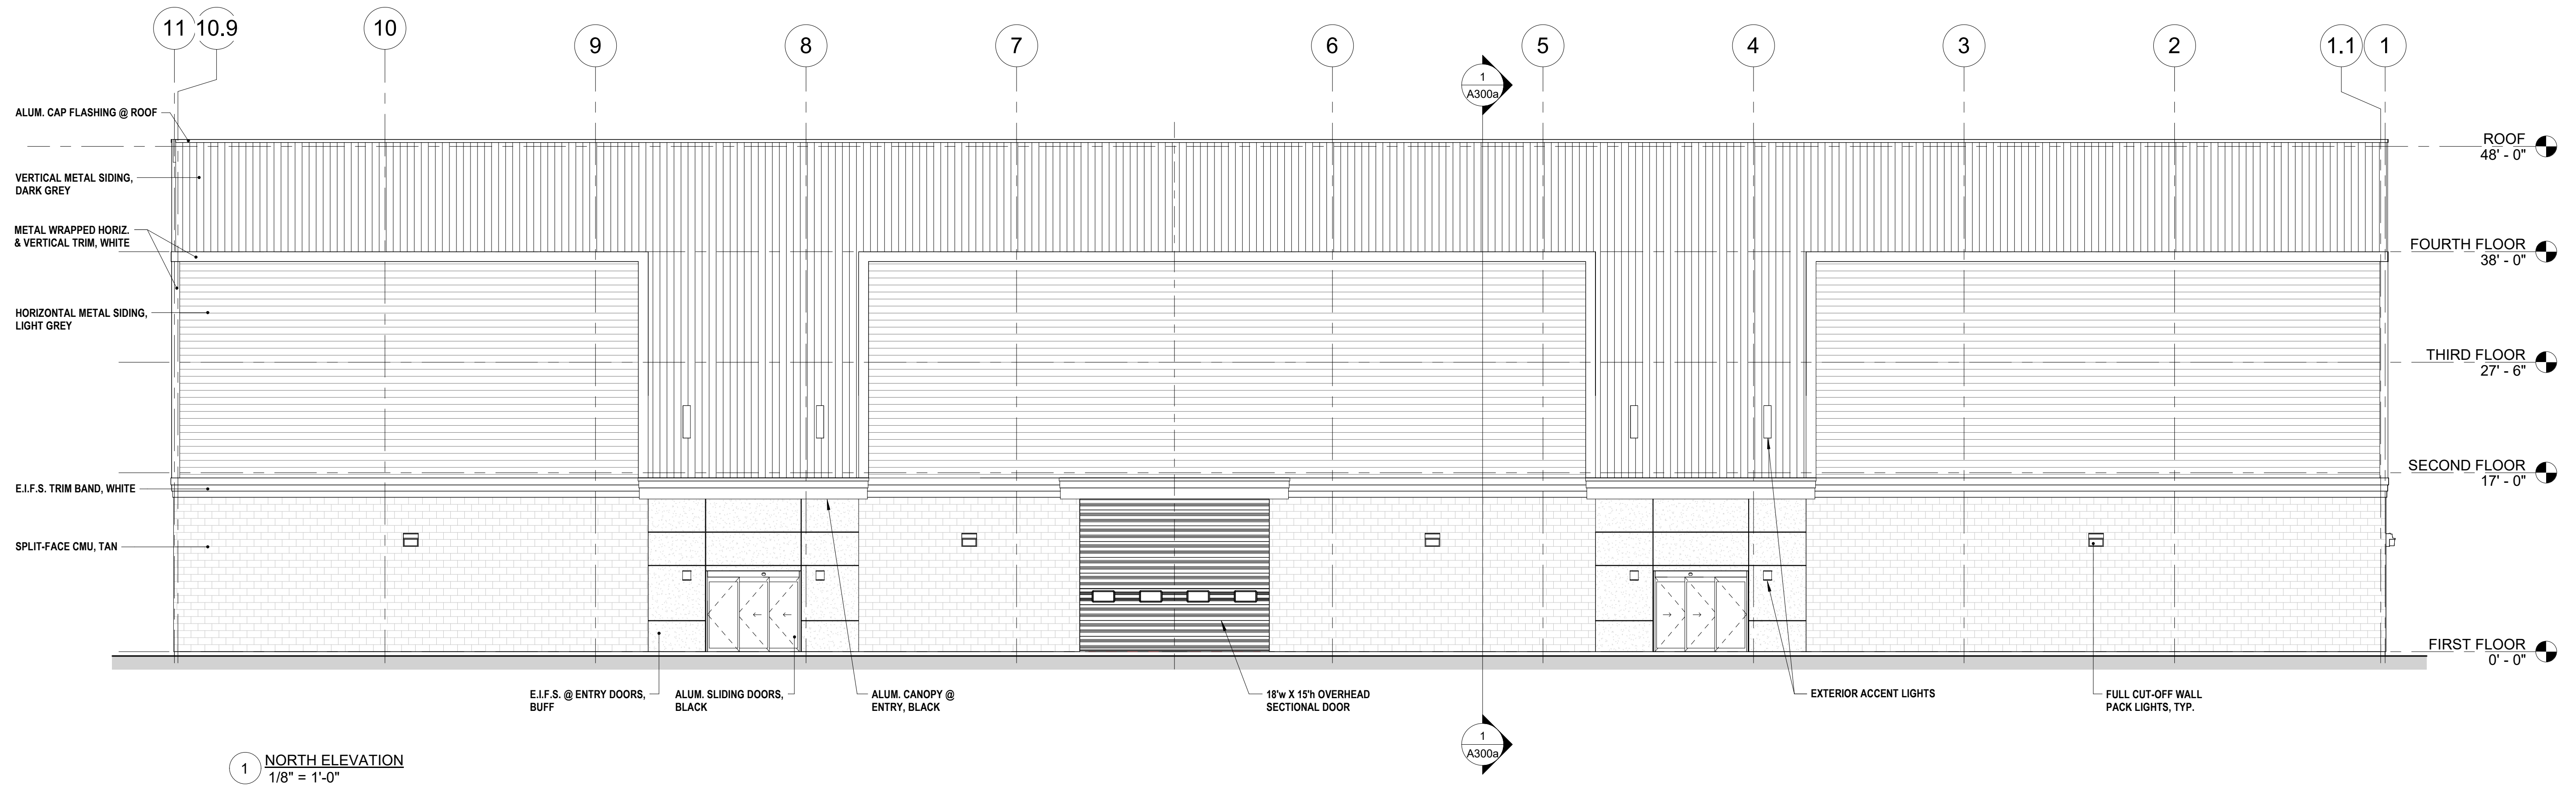 11 10.9 10 9 8 7 6 5 4 3 2 1.1 1
1
A300a
ALUM. CAP FLASHING @ ROOF
VERTICAL METAL SIDING,
DARK GREY
METAL WRAPPED HORIZ.
& VERTICAL TRIM, WHITE
HORIZONTAL METAL SIDING,
LIGHT GREY
E.I.F.S. TRIM BAND, WHITE
SPLIT-FACE CMU, TAN
ROOF
48' - 0"
FOURTH FLOOR
38' - 0"
THIRD FLOOR
27' - 6"
SECOND FLOOR
17' - 0"
FIRST FLOOR
0' - 0"
E.I.F.S. @ ENTRY DOORS,
BUFF
ALUM. SLIDING DOORS,
BLACK
ALUM. CANOPY @
ENTRY, BLACK
18'w X 15'h OVERHEAD
SECTIONAL DOOR
EXTERIOR ACCENT LIGHTS
FULL CUT-OFF WALL
PACK LIGHTS, TYP.
1
A300a
1
NORTH ELEVATION
1/8" = 1'-0"